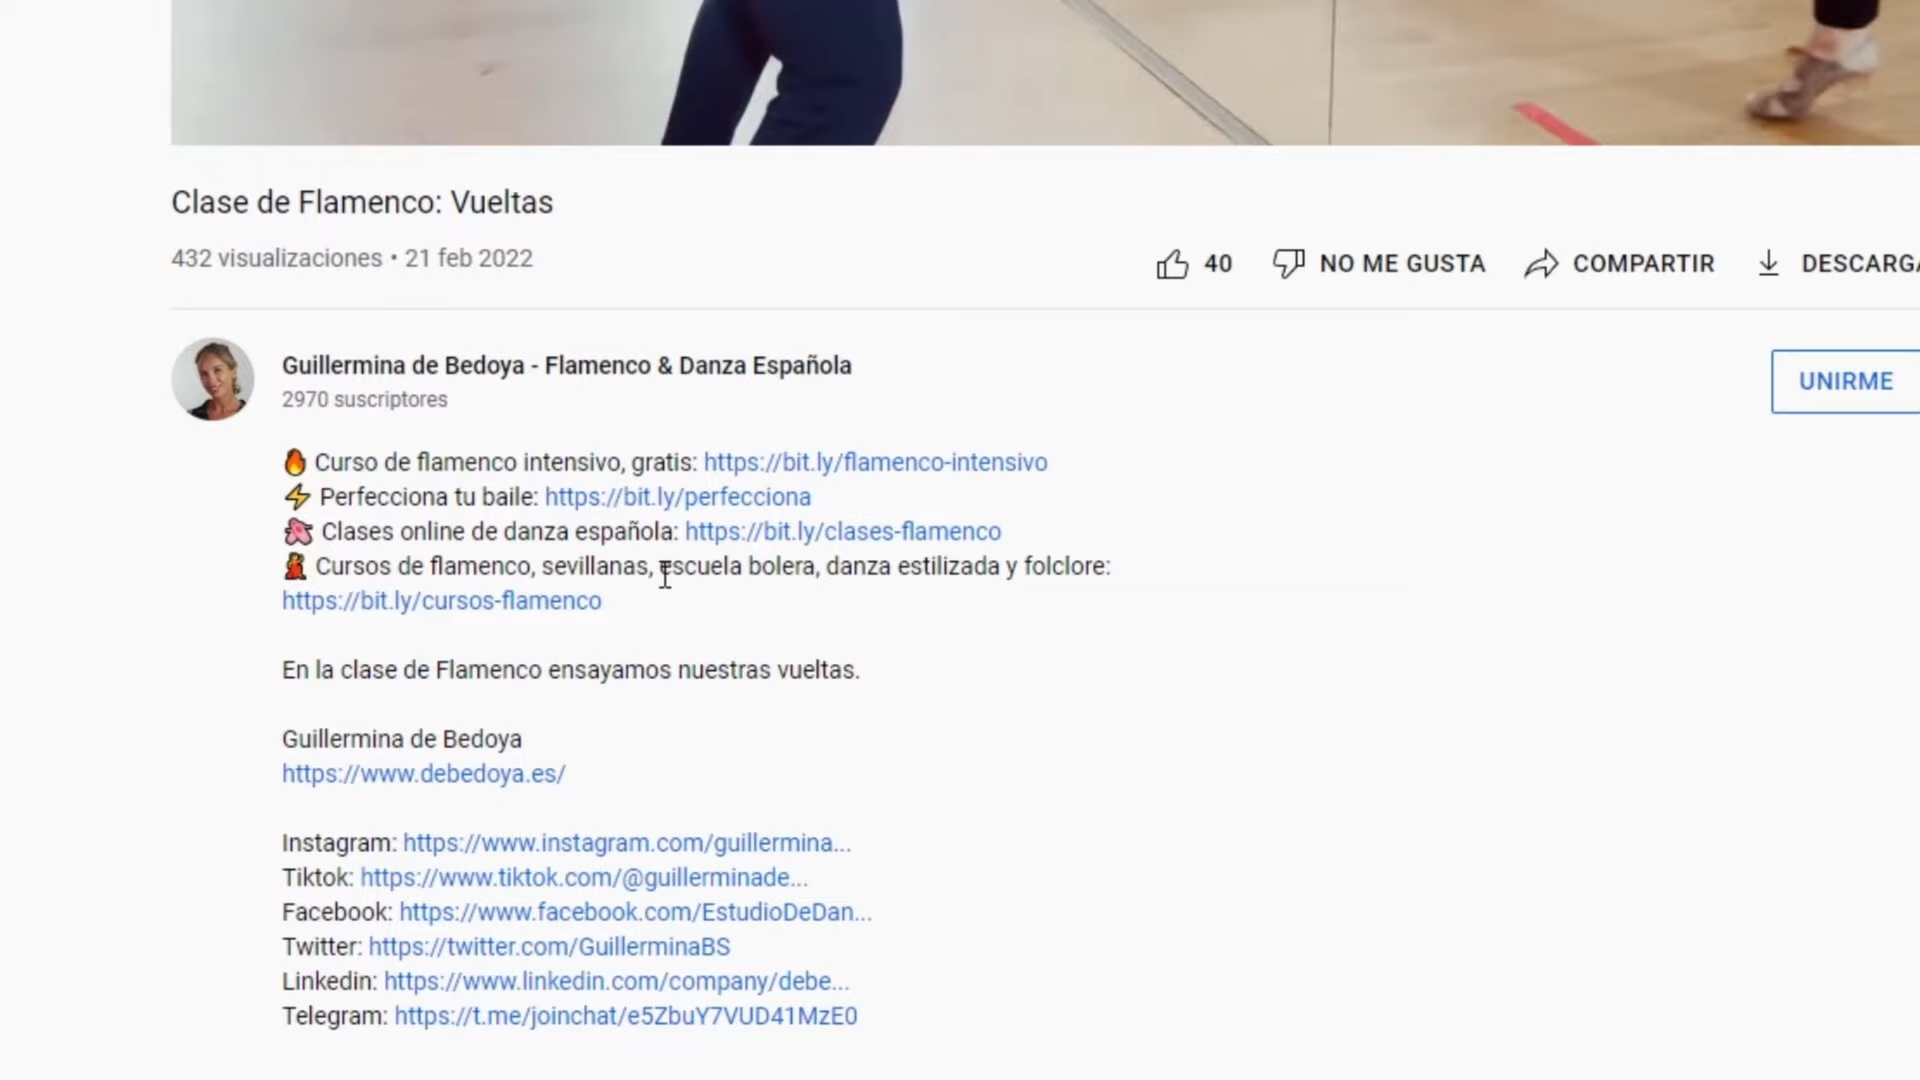 Clase de Flamenco: Vueltas
432 visualizaciones • 21 feb 2022
40 NO ME GUSTA COMPARTIR
Guillermina de Bedoya - Flamenco & Danza Española
2970 suscriptores
UNIRME
🔥 Curso de flamenco intensivo, gratis: https://bit.ly/flamenco-intensivo
⚡ Perfecciona tu baile: https://bit.ly/perfecciona
Clases online de danza española: https://bit.ly/clases-flamenco
💃 Cursos de flamenco, sevillanas, escuela bolera, danza estilizada y folclore:
https://bit.ly/cursos-flamenco
En la clase de Flamenco ensayamos nuestras vueltas.
Guillermina de Bedoya
https://www.debedoya.es/
Instagram: https://www.instagram.com/guillermina...
Tiktok: https://www.tiktok.com/@guillerminade...
Facebook: https://www.facebook.com/EstudioDeDan...
Twitter: https://twitter.com/GuillerminaBS
Linkedin: https://www.linkedin.com/company/debe...
Telegram: https://t.me/joinchat/e5ZbuY7VUD41MzE0